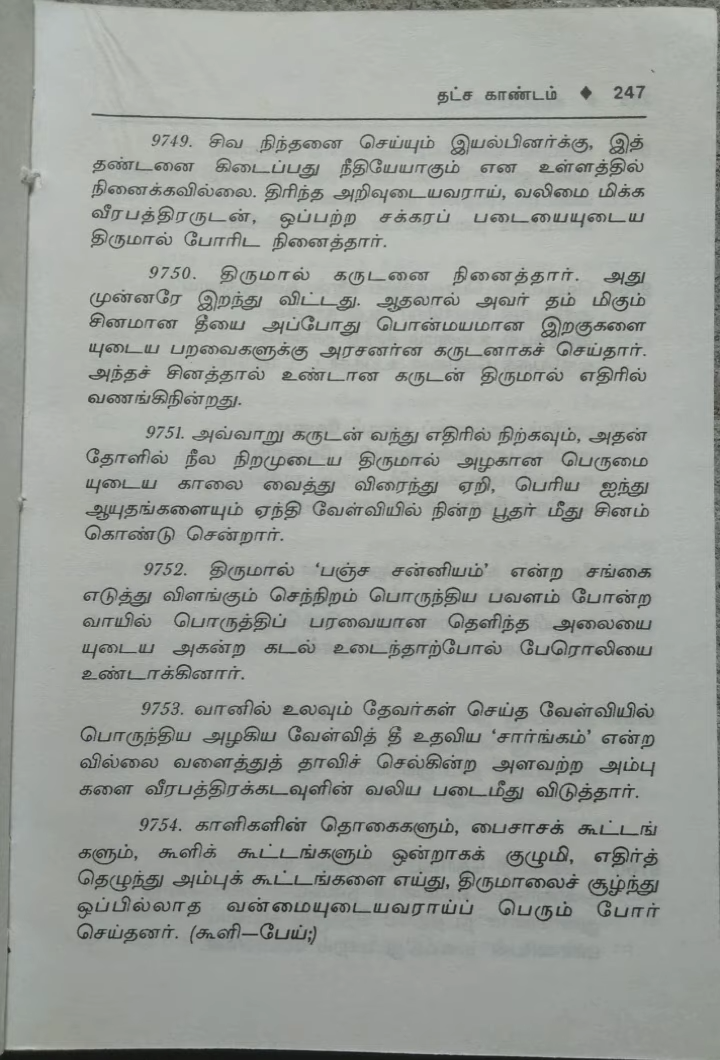 தட்ச காண்டம் ◆ 247
9749. சிவ நிந்தனை செய்யும் இயல்பினர்க்கு, இத்
தண்டனை கிடைப்பது நீதியேயாகும் என உள்ளத்தில்
நினைக்கவில்லை. திரிந்த அறிவுடையவராய், வலிமை மிக்க
வீரபத்திரருடன், ஒப்பற்ற சக்கரப் படையையுடைய
திருமால் போரிட நினைத்தார்.
9750. திருமால் கருடனை நினைத்தார். அது
முன்னரே இறந்து விட்டது. ஆதலால் அவர் தம் மிகும்
சினமான தீயை அப்போது பொன்மயமான இறகுகளை
யுடைய பறவைகளுக்கு அரசனர்ன கருடனாகச் செய்தார்.
அந்தச் சினத்தால் உண்டான கருடன் திருமால் எதிரில்
வணங்கிநின்றது.
9751. அவ்வாறு கருடன் வந்து எதிரில் நிற்கவும், அதன்
தோளில் நீல நிறமுடைய திருமால் அழகான பெருமை
யுடைய காலை வைத்து விரைந்து ஏறி, பெரிய ஐந்து
ஆயுதங்களையும் ஏந்தி வேள்வியில் நின்ற பூதர் மீது சினம்
கொண்டு சென்றார்.
9752. திருமால் ‘பஞ்ச சன்னியம்’ என்ற சங்கை
எடுத்து விளங்கும் செந்நிறம் பொருந்திய பவளம் போன்ற
வாயில் பொருத்திப் பரவையான தெளிந்த அலையை
யுடைய அகன்ற கடல் உடைந்தாற்போல் பேரொலியை
உண்டாக்கினார்.
9753. வானில் உலவும் தேவர்கள் செய்த வேள்வியில்
பொருந்திய அழகிய வேள்வித் தீ உதவிய ‘சார்ங்கம்’ என்ற
வில்லை வளைத்துத் தாவிச் செல்கின்ற அளவற்ற அம்பு
களை வீரபத்திரக்கடவுளின் வலிய படைமீது விடுத்தார்.
9754. காளிகளின் தொகைகளும், பைசாசக் கூட்டங்
களும், கூளிக் கூட்டங்களும் ஒன்றாகக் குழுமி, எதிர்த்
தெழுந்து அம்புக் கூட்டங்களை எய்து, திருமாலைச் சூழ்ந்து
ஒப்பில்லாத வன்மையுடையவராய்ப் பெரும் போர்
செய்தனர். (கூளி—பேய்;)